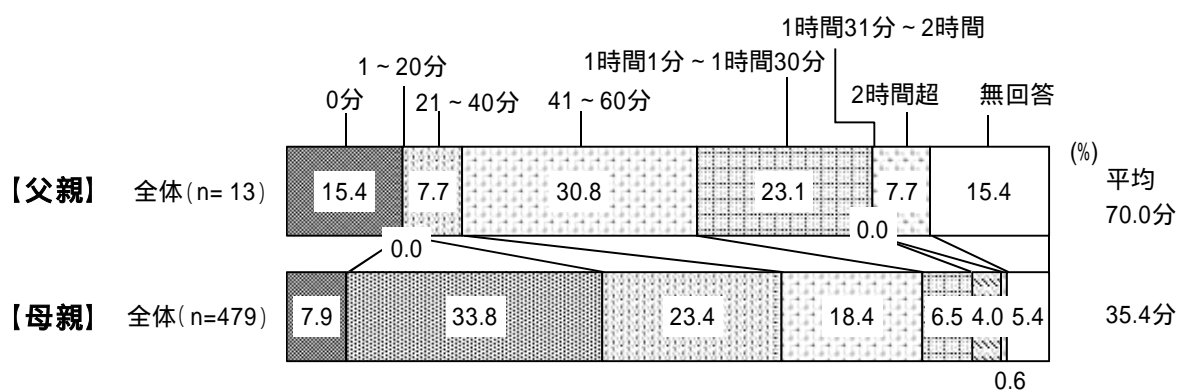 1時間31分~2時間
1~20分
1時間1分~1時間30分
0分
21~40分
41~60分
2時間超
無回答
(%)
【父親】 全体(n= 13) 15.4 7.7 30.8 23.1 7.7 15.4
平均
70.0分
0.0 0.0
【母親】 全体(n=479) 7.9 33.8 23.4 18.4 6.5 4.0 5.4 35.4分
0.6